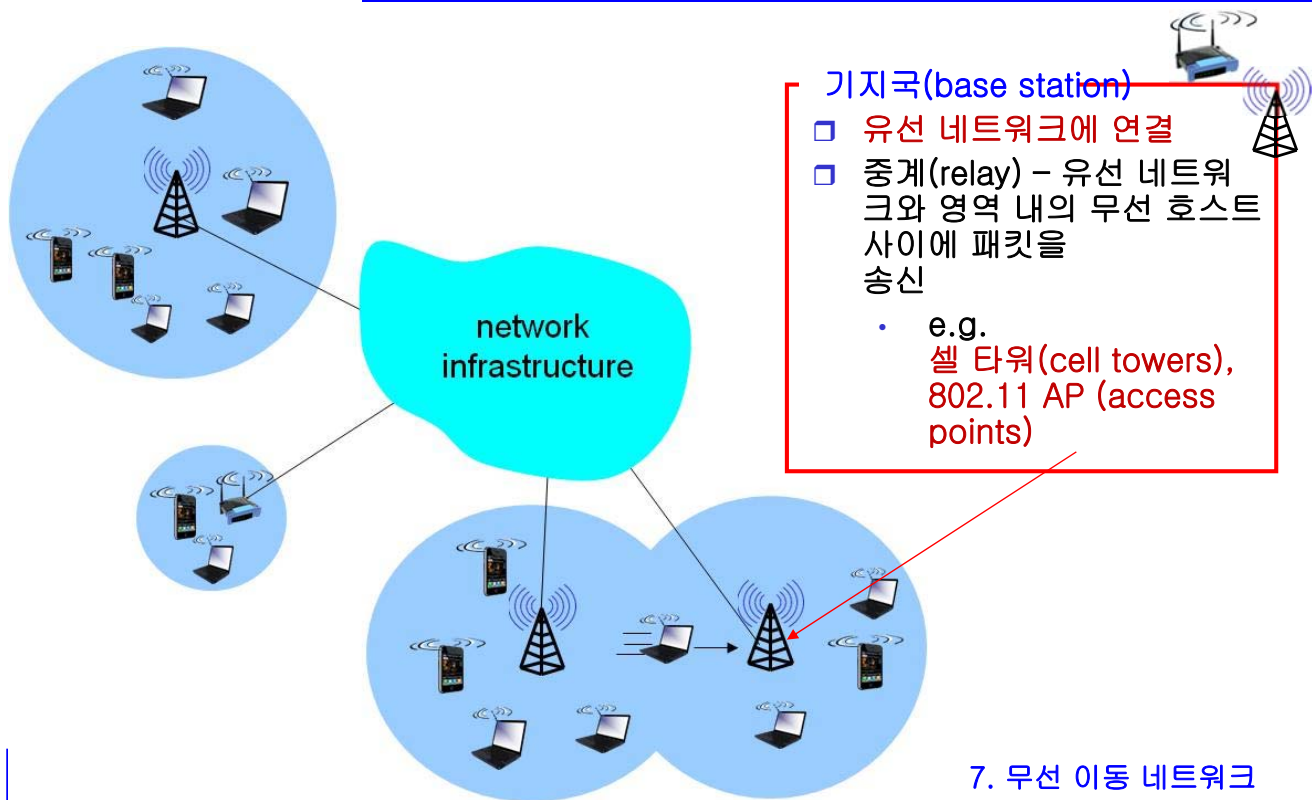 기지국(base station)
유선 네트워크에 연결
중계(relay) – 유선 네트워
크와 영역 내의 무선 호스트
사이에 패킷을
송신
• e.g.
셀 타워(cell towers),
802.11 AP (access
points)
network
infrastructure
7. 무선 이동 네트워크